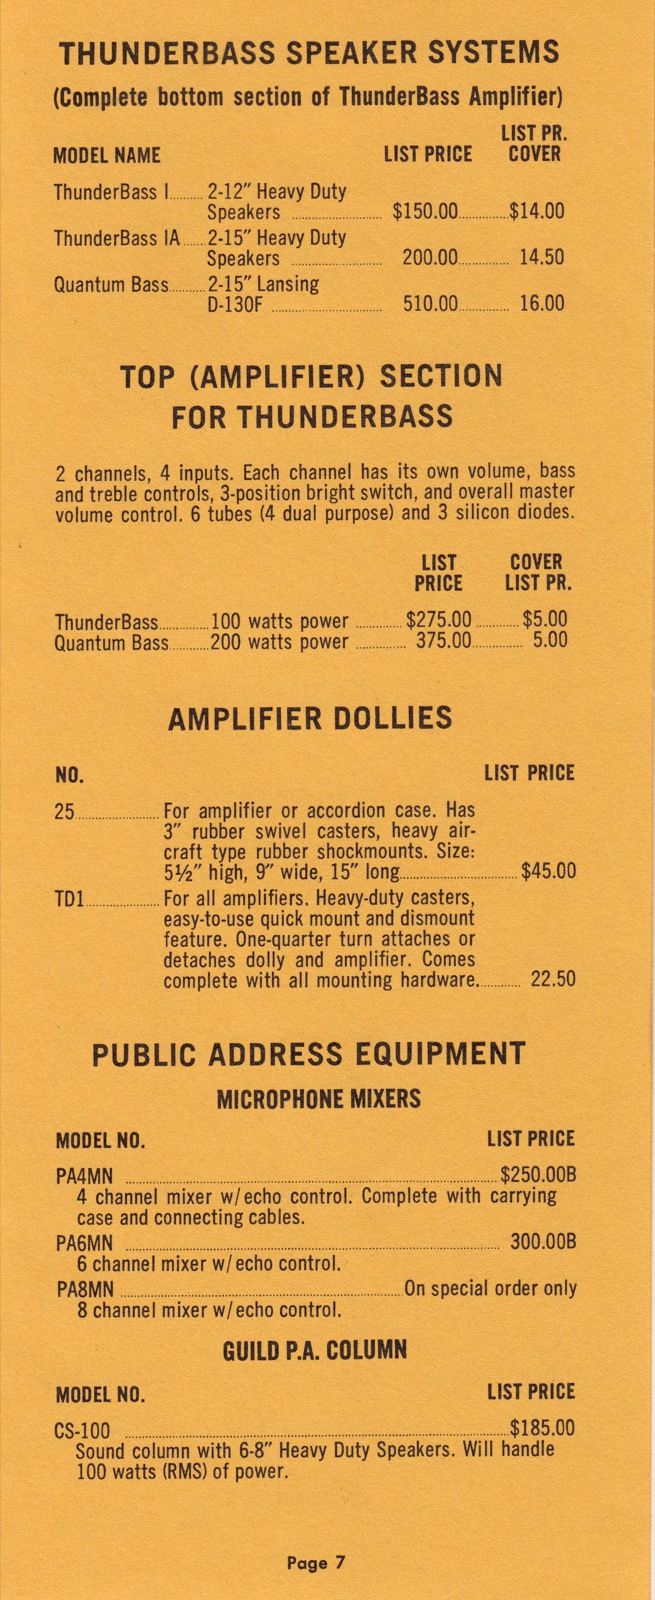 THUNDERBASS SPEAKER SYSTEMS
(Complete bottom section of ThunderBass Amplifier)
MODEL NAME LIST PRICE LIST PR. COVER
ThunderBass I........ 2-12″ Heavy Duty
Speakers ........................ $150.00............$14.00
ThunderBass IA ..... 2-15″ Heavy Duty
Speakers ........................ 200.00............ 14.50
Quantum Bass......... 2-15″ Lansing
D-130F ............................. 510.00............ 16.00
TOP (AMPLIFIER) SECTION
FOR THUNDERBASS
2 channels, 4 inputs. Each channel has its own volume, bass
and treble controls, 3-position bright switch, and overall master
volume control. 6 tubes (4 dual purpose) and 3 silicon diodes.
LIST COVER
PRICE LIST PR.
ThunderBass............100 watts power ............$275.00...........$5.00
Quantum Bass.........200 watts power ............ 375.00............ 5.00
AMPLIFIER DOLLIES
NO. LIST PRICE
25.....................For amplifier or accordion case. Has
3″ rubber swivel casters, heavy air-
craft type rubber shockmounts. Size:
5½″ high, 9″ wide, 15″ long.............................$45.00
TD1..................For all amplifiers. Heavy-duty casters,
easy-to-use quick mount and dismount
feature. One-quarter turn attaches or
detaches dolly and amplifier. Comes
complete with all mounting hardware........... 22.50
PUBLIC ADDRESS EQUIPMENT
MICROPHONE MIXERS
MODEL NO. LIST PRICE
PA4MN ..........................................................................$250.00B
4 channel mixer w/echo control. Complete with carrying
case and connecting cables.
PA6MN .......................................................................... 300.00B
6 channel mixer w/echo control.
PA8MN ........................................................On special order only
8 channel mixer w/echo control.
GUILD P.A. COLUMN
MODEL NO. LIST PRICE
CS-100 ..........................................................................$185.00
Sound column with 6-8″ Heavy Duty Speakers. Will handle
100 watts (RMS) of power.
Page 7